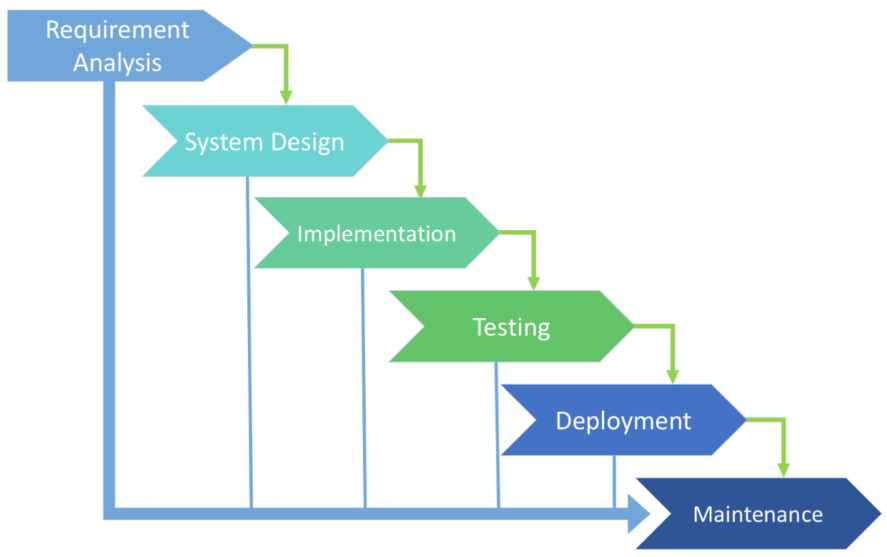 Requirement
Analysis
System Design
Implementation
Testing
Deployment
Maintenance